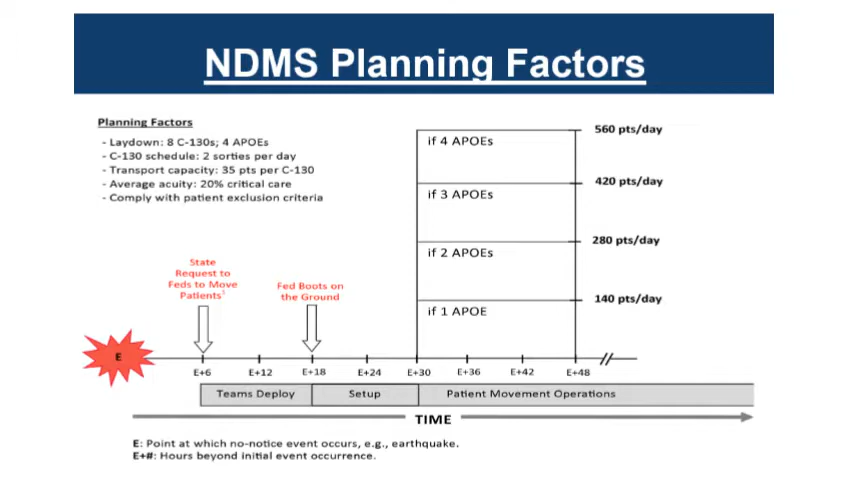 NDMS Planning Factors
Planning Factors
- Laydown: 8 C-130s; 4 APOEs
- C-130 schedule: 2 sorties per day
- Transport capacity: 35 pts per C-130
- Average acuity: 20% critical care
- Comply with patient exclusion criteria
if 4 APOEs
560 pts/day
if 3 APOEs
420 pts/day
if 2 APOEs
280 pts/day
if 1 APOE
140 pts/day
State
Request to
Feds to Move
Patients¹
Fed Boots on
the Ground
E
E+6
E+12
E+18
E+24
E+30
E+36
E+42
E+48
Teams Deploy
Setup
Patient Movement Operations
TIME
E: Point at which no-notice event occurs, e.g., earthquake.
E+#: Hours beyond initial event occurrence.